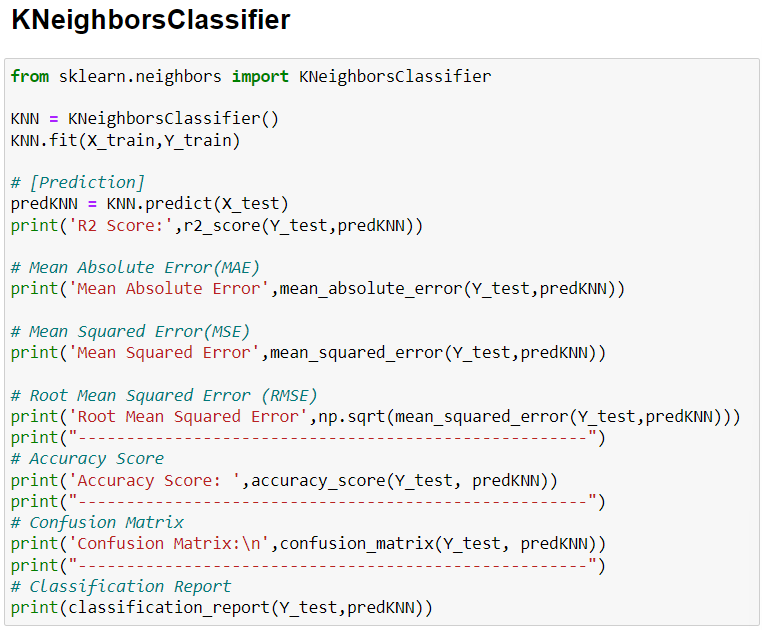 KNeighborsClassifier
from sklearn.neighbors import KNeighborsClassifier
KNN = KNeighborsClassifier()
KNN.fit(X_train,Y_train)
# [Prediction]
predKNN = KNN.predict(X_test)
print('R2 Score:',r2_score(Y_test,predKNN))
# Mean Absolute Error(MAE)
print('Mean Absolute Error',mean_absolute_error(Y_test,predKNN))
# Mean Squared Error(MSE)
print('Mean Squared Error',mean_squared_error(Y_test,predKNN))
# Root Mean Squared Error (RMSE)
print('Root Mean Squared Error',np.sqrt(mean_squared_error(Y_test,predKNN)))
print("-----------------------------------------------------")
# Accuracy Score
print('Accuracy Score: ',accuracy_score(Y_test, predKNN))
print("-----------------------------------------------------")
# Confusion Matrix
print('Confusion Matrix:\n',confusion_matrix(Y_test, predKNN))
print("-----------------------------------------------------")
# Classification Report
print(classification_report(Y_test,predKNN))